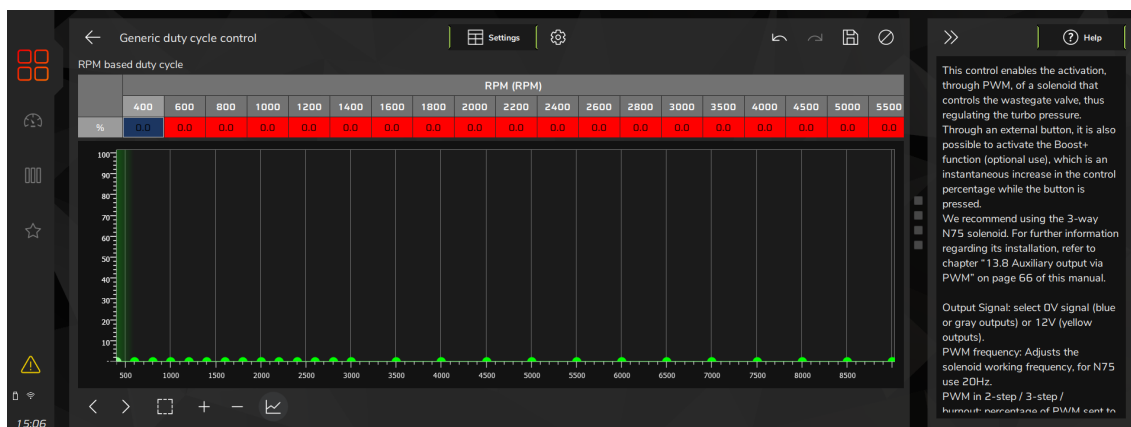 Generic duty cycle control
Settings
RPM based duty cycle
RPM (RPM)
400 600 800 1000 1200 1400 1600 1800 2000 2200 2400 2600 2800 3000 3500 4000 4500 5000 5500
% 0.0 0.0 0.0 0.0 0.0 0.0 0.0 0.0 0.0 0.0 0.0 0.0 0.0 0.0 0.0 0.0 0.0 0.0 0.0
100
90
80
70
60
50
40
30
20
10
500 1000 1500 2000 2500 3000 3500 4000 4500 5000 5500 6000 6500 7000 7500 8000 8500
15:06
Help
This control enables the activation,
through PWM, of a solenoid that
controls the wastegate valve, thus
regulating the turbo pressure.
Through an external button, it is also
possible to activate the Boost+
function (optional use), which is an
instantaneous increase in the control
percentage while the button is
pressed.
We recommend using the 3-way
N75 solenoid. For further information
regarding its installation, refer to
chapter “13.8 Auxiliary output via
PWM” on page 66 of this manual.
Output Signal: select 0V signal (blue
or gray outputs) or 12V (yellow
outputs).
PWM frequency: Adjusts the
solenoid working frequency, for N75
use 20Hz.
PWM in 2-step / 3-step /
burnout: percentage of PWM sent to